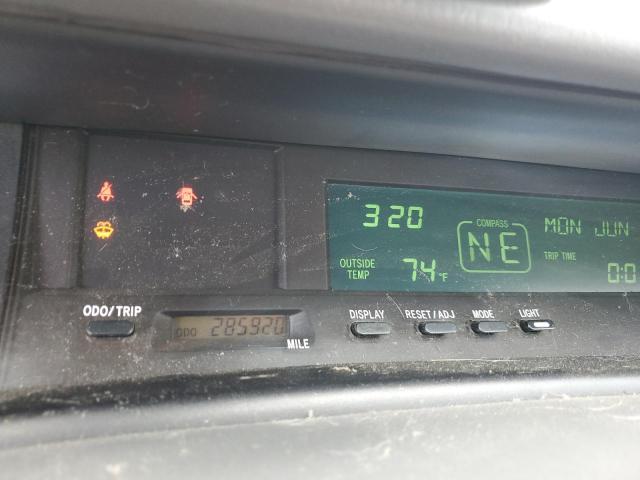 3 20
COMPASS
NE
MON JUN
OUTSIDE
TEMP
74°F
TRIP TIME
0:0
ODO/TRIP
ODO 285920
MILE
DISPLAY
RESET/ADJ
MODE
LIGHT